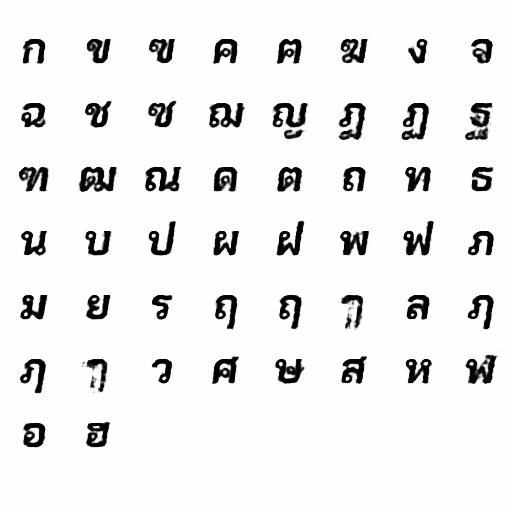 ก ข ฃ ค ฅ ฆ ง จ
ฉ ช ซ ฌ ญ ฎ ฏ ฐ
ฑ ฒ ณ ด ต ถ ท ธ
น บ ป ผ ฝ พ ฟ ภ
ม ย ร ฤ ฤ ล ฦ
ฦ ว ศ ษ ส ห ฬ
อ ฮ